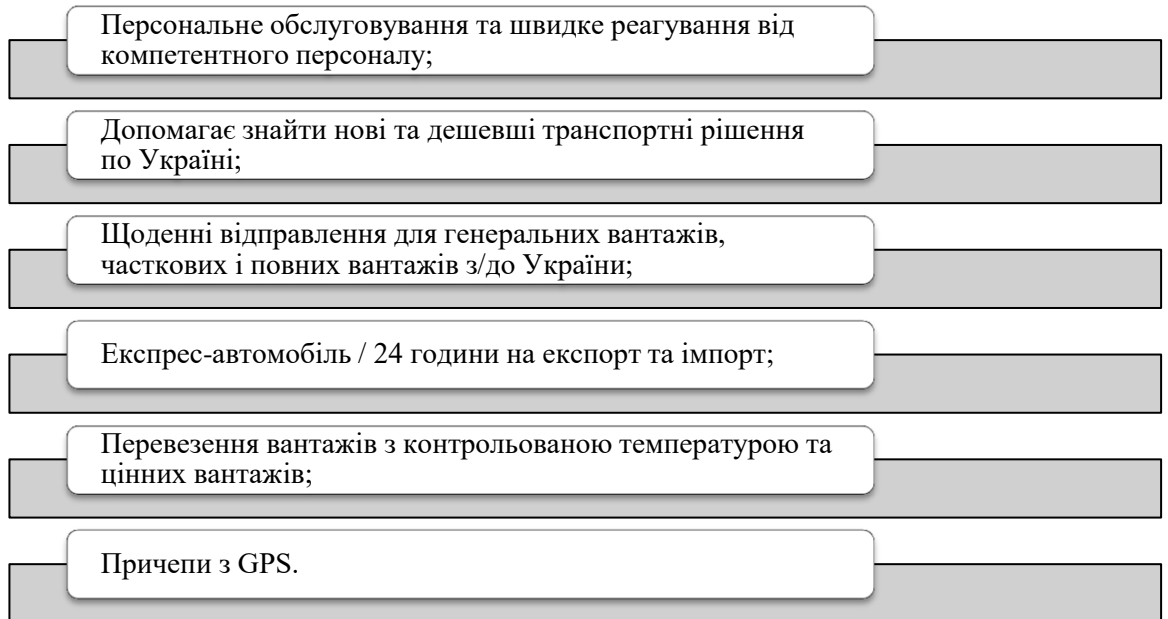 Персональне обслуговування та швидке реагування від
компетентного персоналу;
Допомагає знайти нові та дешевші транспортні рішення
по Україні;
Щоденні відправлення для генеральних вантажів,
часткових і повних вантажів з/до України;
Експрес-автомобіль / 24 години на експорт та імпорт;
Перевезення вантажів з контрольованою температурою та
цінних вантажів;
Причепи з GPS.